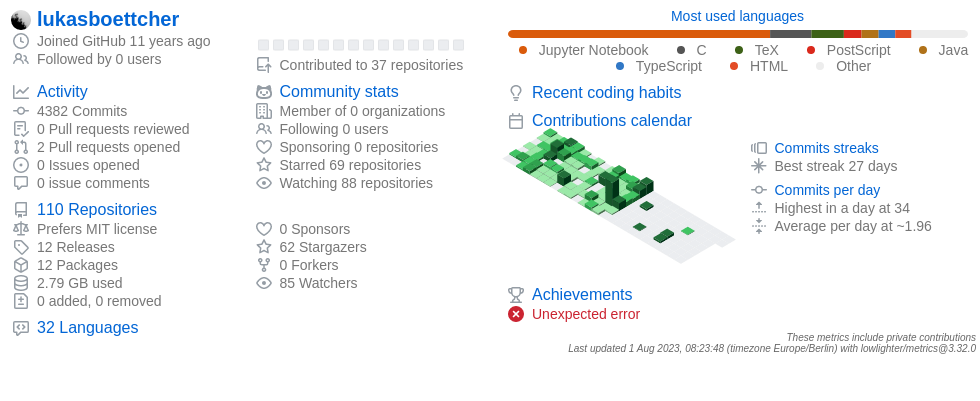 lukasboettcher
Joined GitHub 11 years ago
Followed by 0 users
Contributed to 37 repositories
Activity
4382 Commits
0 Pull requests reviewed
2 Pull requests opened
0 Issues opened
0 issue comments
Community stats
Member of 0 organizations
Following 0 users
Sponsoring 0 repositories
Starred 69 repositories
Watching 88 repositories
110 Repositories
Prefers MIT license
12 Releases
12 Packages
2.79 GB used
0 added, 0 removed
0 Sponsors
62 Stargazers
0 Forkers
85 Watchers
32 Languages
Most used languages
Jupyter Notebook C TeX PostScript Java
TypeScript HTML Other
Recent coding habits
Contributions calendar
Commits streaks
Best streak 27 days
Commits per day
Highest in a day at 34
Average per day at ~1.96
Achievements
Unexpected error
These metrics include private contributions
Last updated 1 Aug 2023, 08:23:48 (timezone Europe/Berlin) with lowlighter/metrics@3.32.0